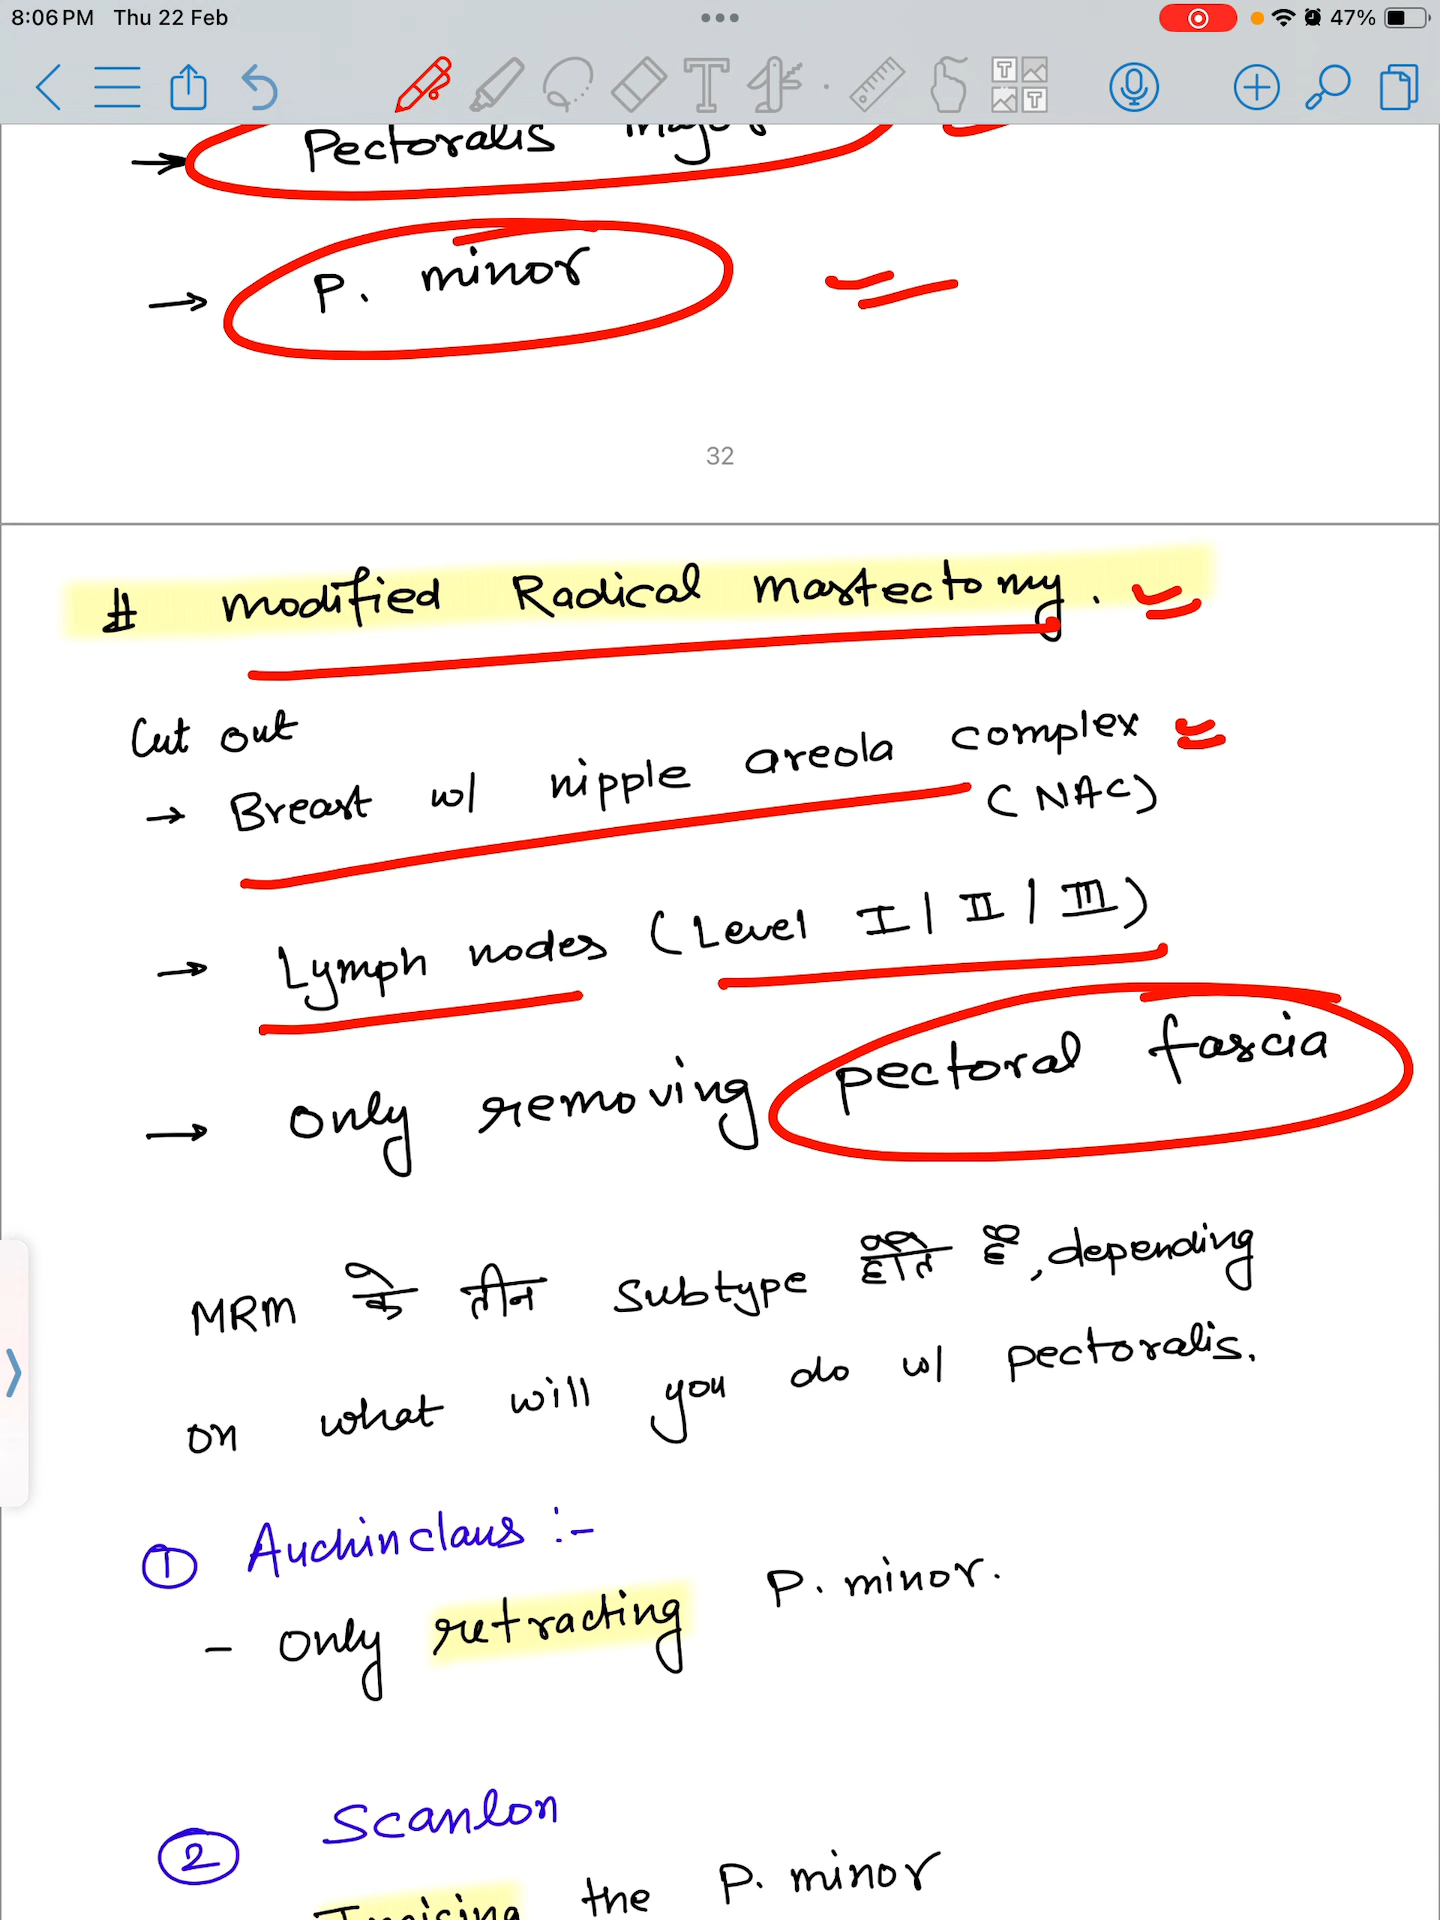 8:06 PM Thu 22 Feb
47%
→ Pectoralis major
→ P. minor
32
# modified Radical mastectomy.
Cut out
→ Breast w/ nipple areola complex
(NAC)
→ Lymph nodes (Level I / II / III)
→ only removing pectoral fascia
MRM के तीन subtype होते हैं, depending
on what will you do w/ pectoralis.
① Auchinclaus :-
- only retracting P. minor.
② Scanlon
Incising the P. minor